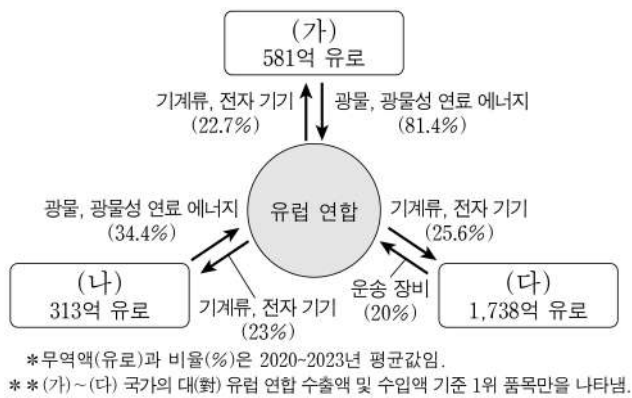 (가)
581억 유로
기계류, 전자 기기
(22.7%)
광물, 광물성 연료 에너지
(81.4%)
유럽 연합
광물, 광물성 연료 에너지
(34.4%)
기계류, 전자 기기
(25.6%)
(나)
313억 유로
기계류, 전자 기기
(23%)
운송 장비
(20%)
(다)
1,738억 유로
*무역액(유로)과 비율(%)은 2020~2023년 평균값임.
**(가)~(다) 국가의 대(對) 유럽 연합 수출액 및 수입액 기준 1위 품목만을 나타냄.